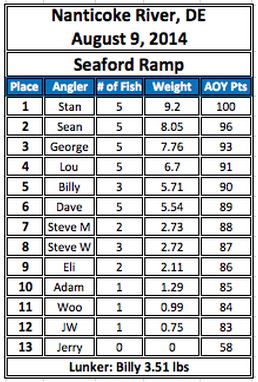 Nanticoke River, DE
August 9, 2014
Seaford Ramp
Place Angler # of Fish Weight AOY Pts
1 Stan 5 9.2 100
2 Sean 5 8.05 96
3 George 5 7.76 93
4 Lou 5 6.7 91
5 Billy 3 5.71 90
6 Dave 5 5.54 89
7 Steve M 2 2.73 88
8 Steve W 3 2.72 87
9 Eli 2 2.11 86
10 Adam 1 1.29 85
11 Woo 1 0.99 84
12 JW 1 0.75 83
13 Jerry 0 0 58
Lunker: Billy 3.51 lbs